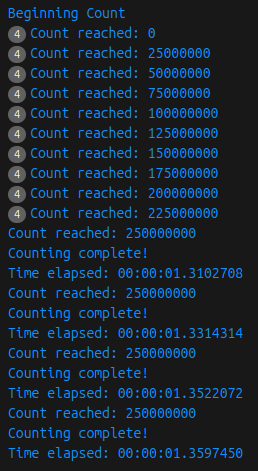 Beginning Count
4 Count reached: 0
4 Count reached: 25000000
4 Count reached: 50000000
4 Count reached: 75000000
4 Count reached: 100000000
4 Count reached: 125000000
4 Count reached: 150000000
4 Count reached: 175000000
4 Count reached: 200000000
4 Count reached: 225000000
Count reached: 250000000
Counting complete!
Time elapsed: 00:00:01.3102708
Count reached: 250000000
Counting complete!
Time elapsed: 00:00:01.3314314
Count reached: 250000000
Counting complete!
Time elapsed: 00:00:01.3522072
Count reached: 250000000
Counting complete!
Time elapsed: 00:00:01.3597450